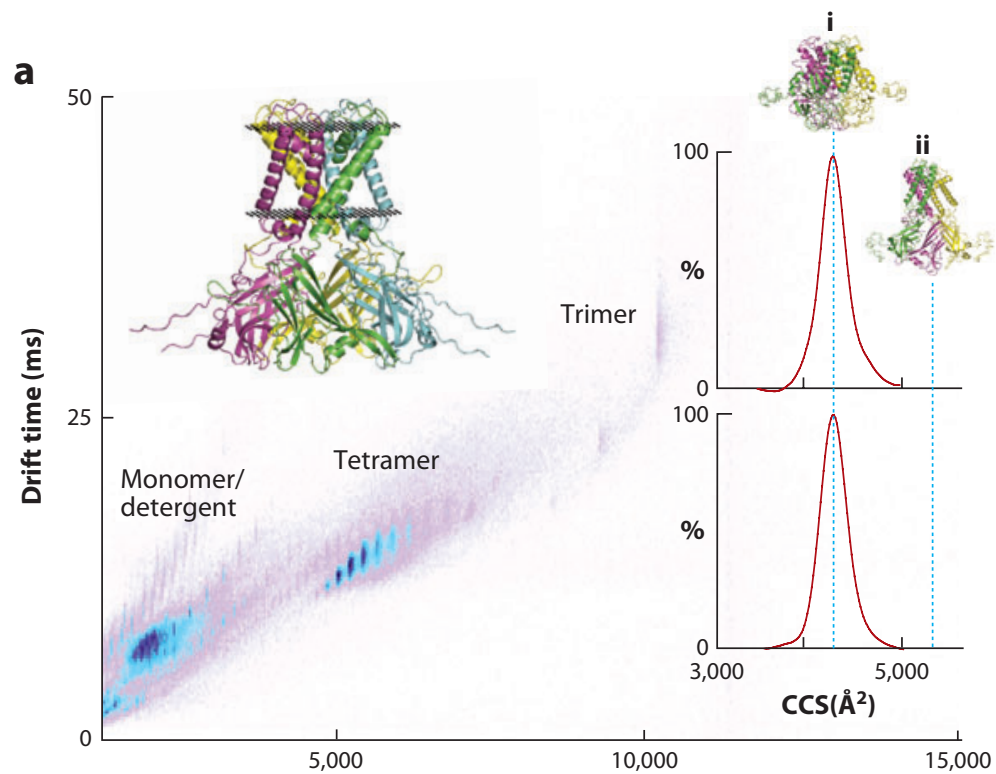 a
i
ii
50
25
0
Drift time (ms)
Monomer/
detergent
Tetramer
Trimer
100
%
0
100
%
0
3,000
5,000
CCS(Å²)
5,000
10,000
15,000